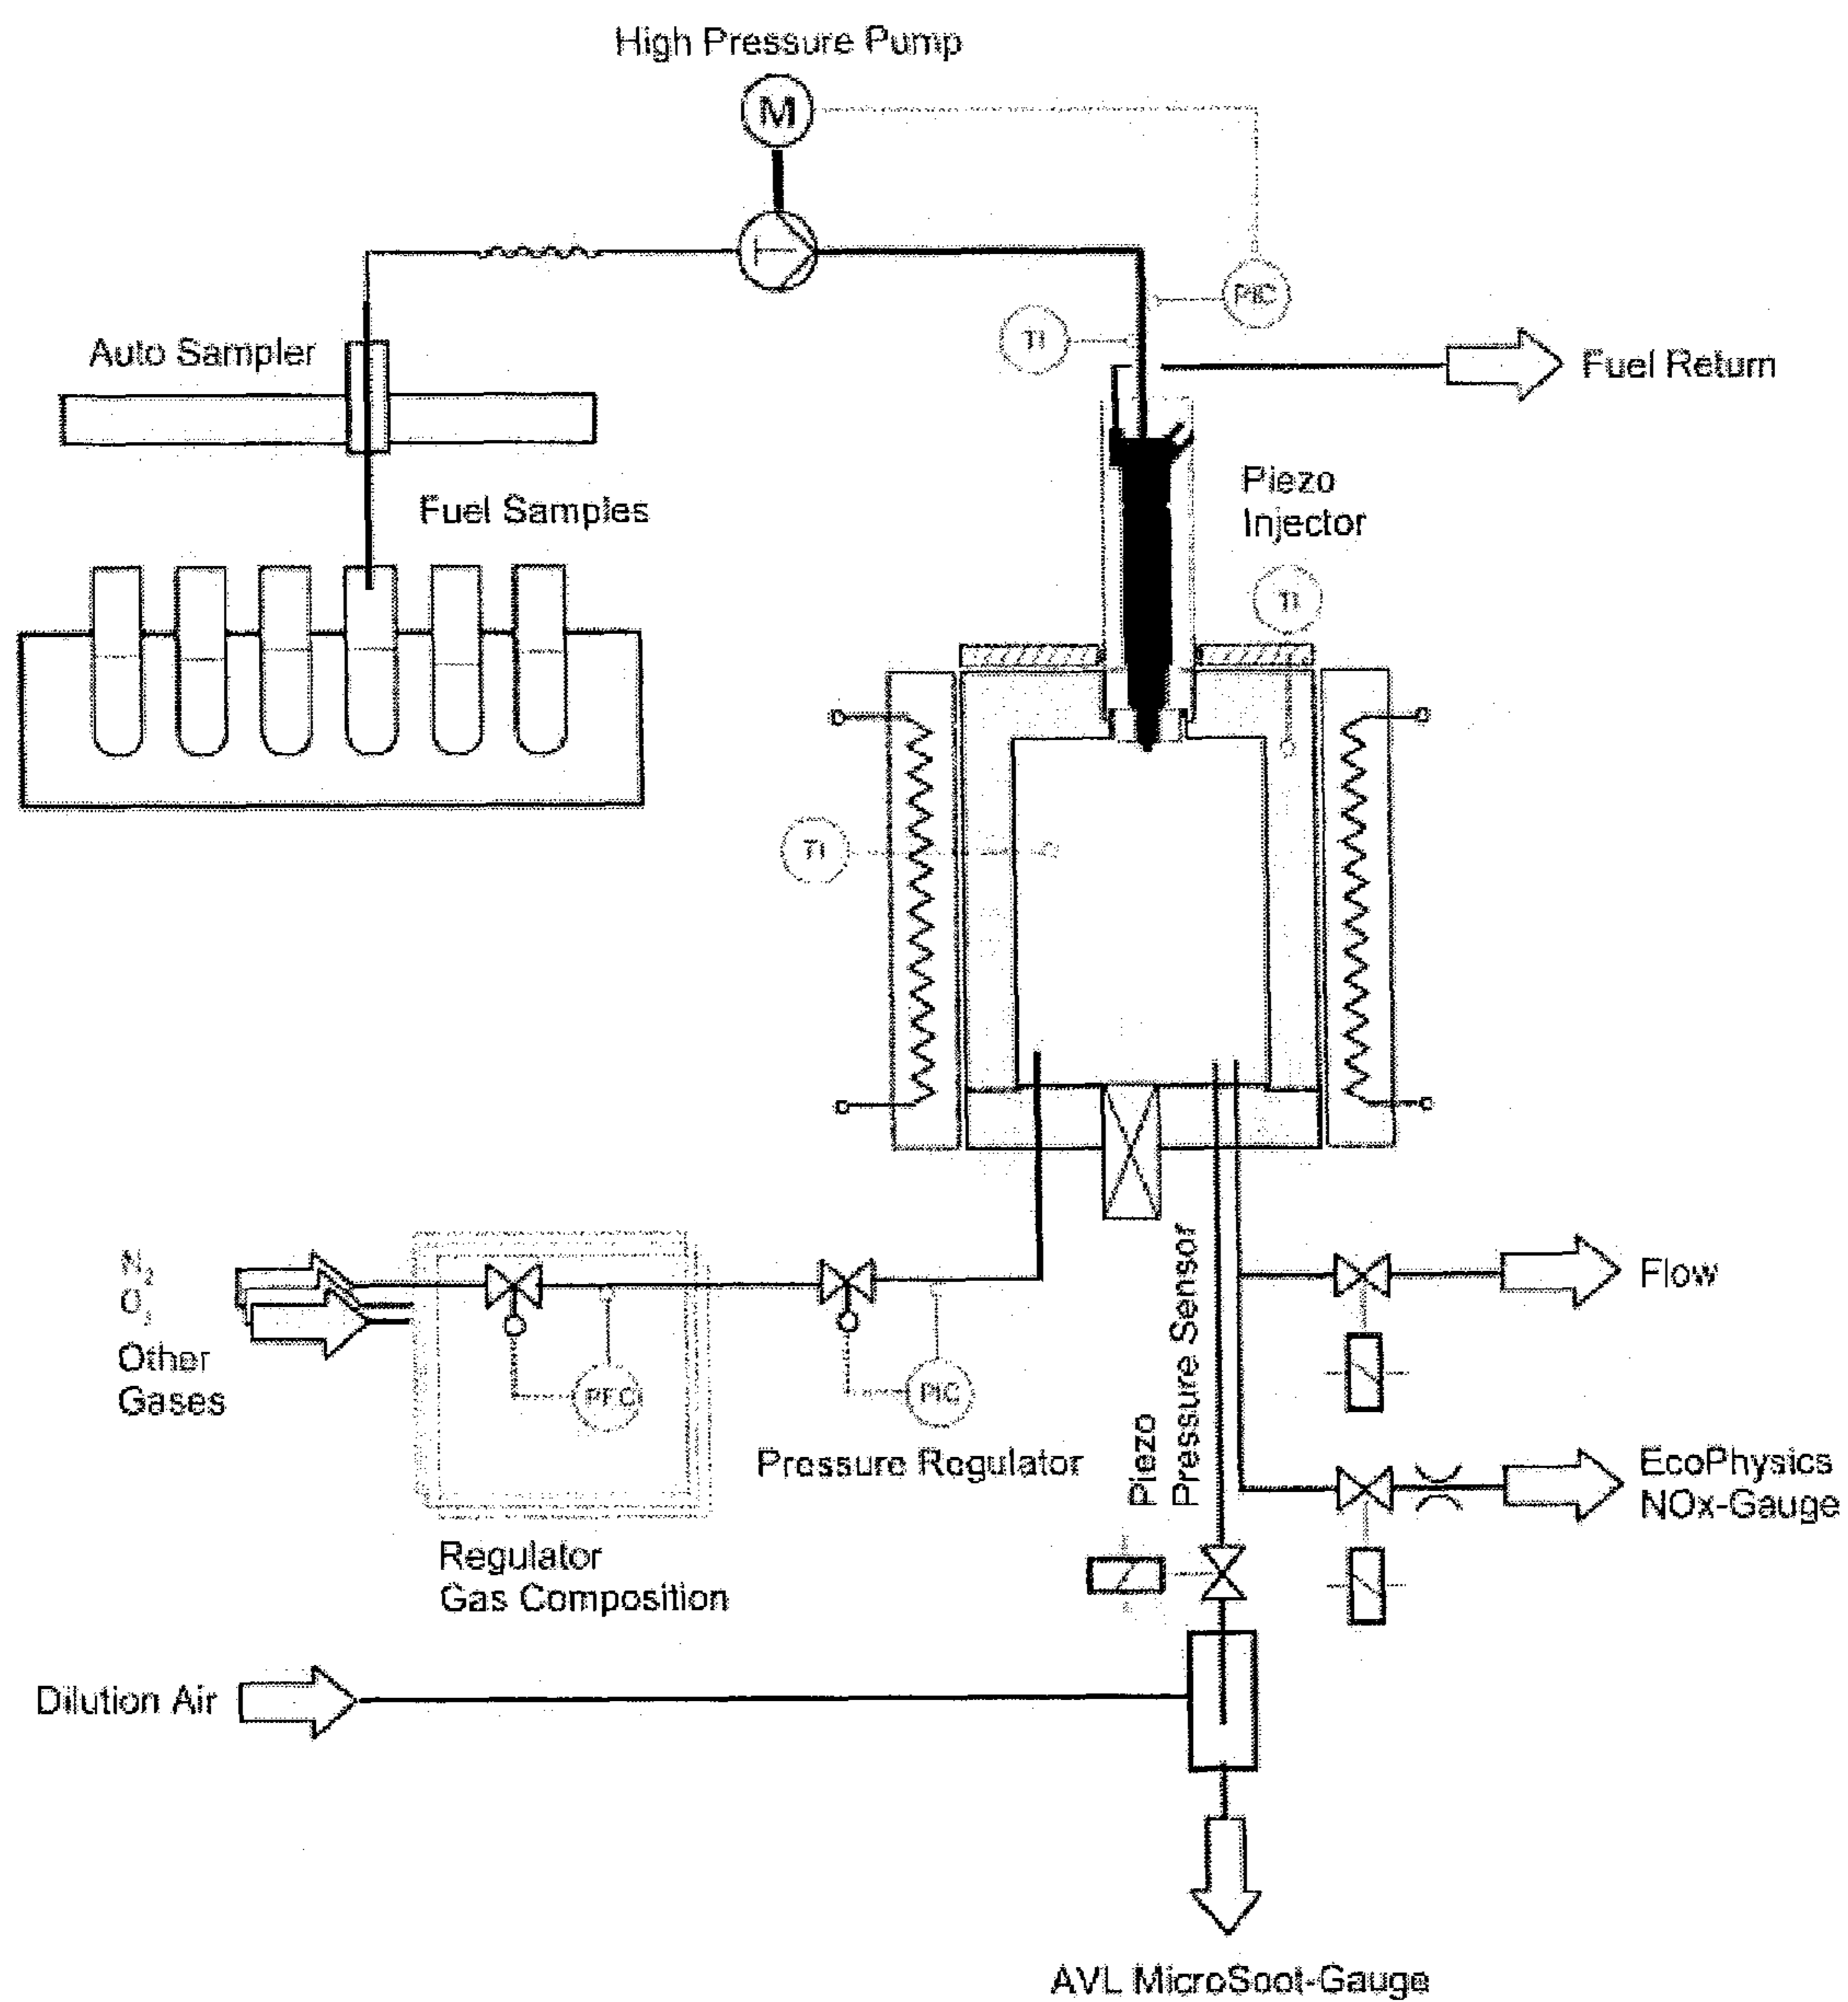 High Pressure Pump
M
PIC
TI
Auto Sampler
Fuel Return
Piezo
Injector
Fuel Samples
TI
TI
N₂
Other
Gases
PFC
PIC
Pressure Regulator
Regulator
Gas Composition
Piezo
Pressure Sensor
Flow
EcoPhysics
NOx-Gauge
Dilution Air
AVL MicroSoot-Gauge